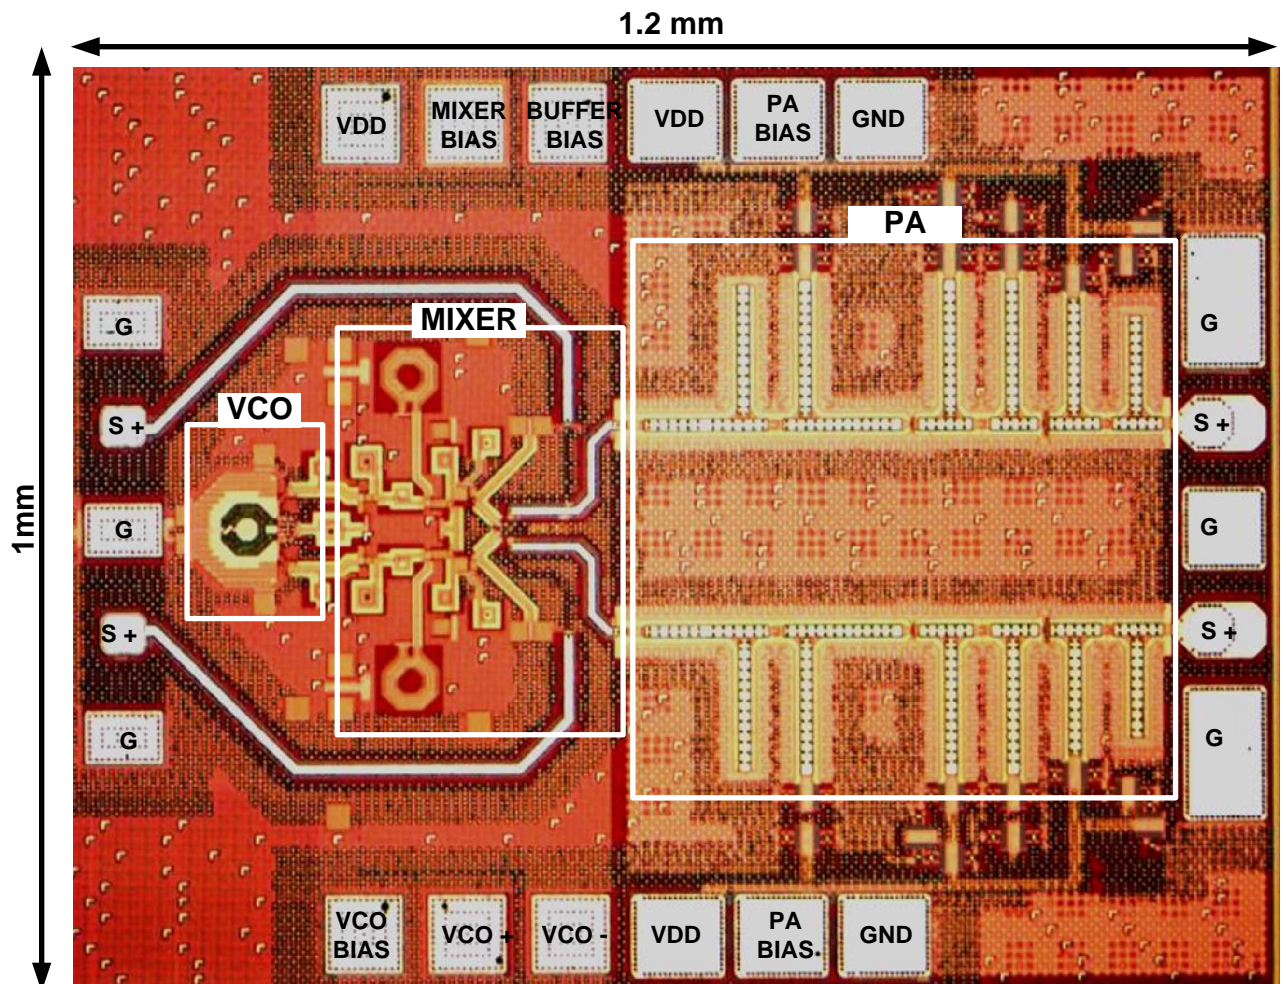 1.2 mm
VDD
MIXER
BIAS
BUFFER
BIAS
VDD
PA
BIAS
GND
PA
G
MIXER
G
VCO
S +
S +
1mm
G
G
S +
S +
G
G
VCO
BIAS
VCO +
VCO -
VDD
PA
BIAS
GND